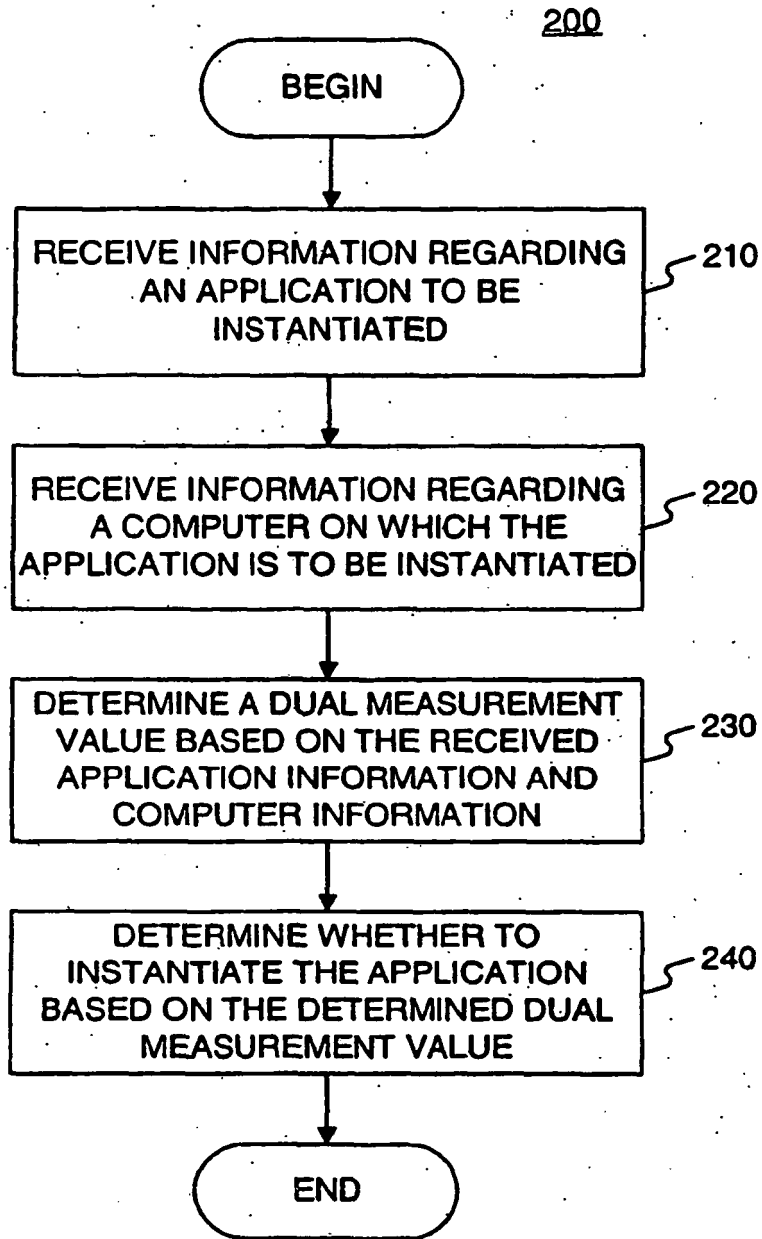 200
BEGIN
RECEIVE INFORMATION REGARDING
AN APPLICATION TO BE
INSTANTIATED
210
RECEIVE INFORMATION REGARDING
A COMPUTER ON WHICH THE
APPLICATION IS TO BE INSTANTIATED
220
DETERMINE A DUAL MEASUREMENT
VALUE BASED ON THE RECEIVED
APPLICATION INFORMATION AND
COMPUTER INFORMATION
230
DETERMINE WHETHER TO
INSTANTIATE THE APPLICATION
BASED ON THE DETERMINED DUAL
MEASUREMENT VALUE
240
END